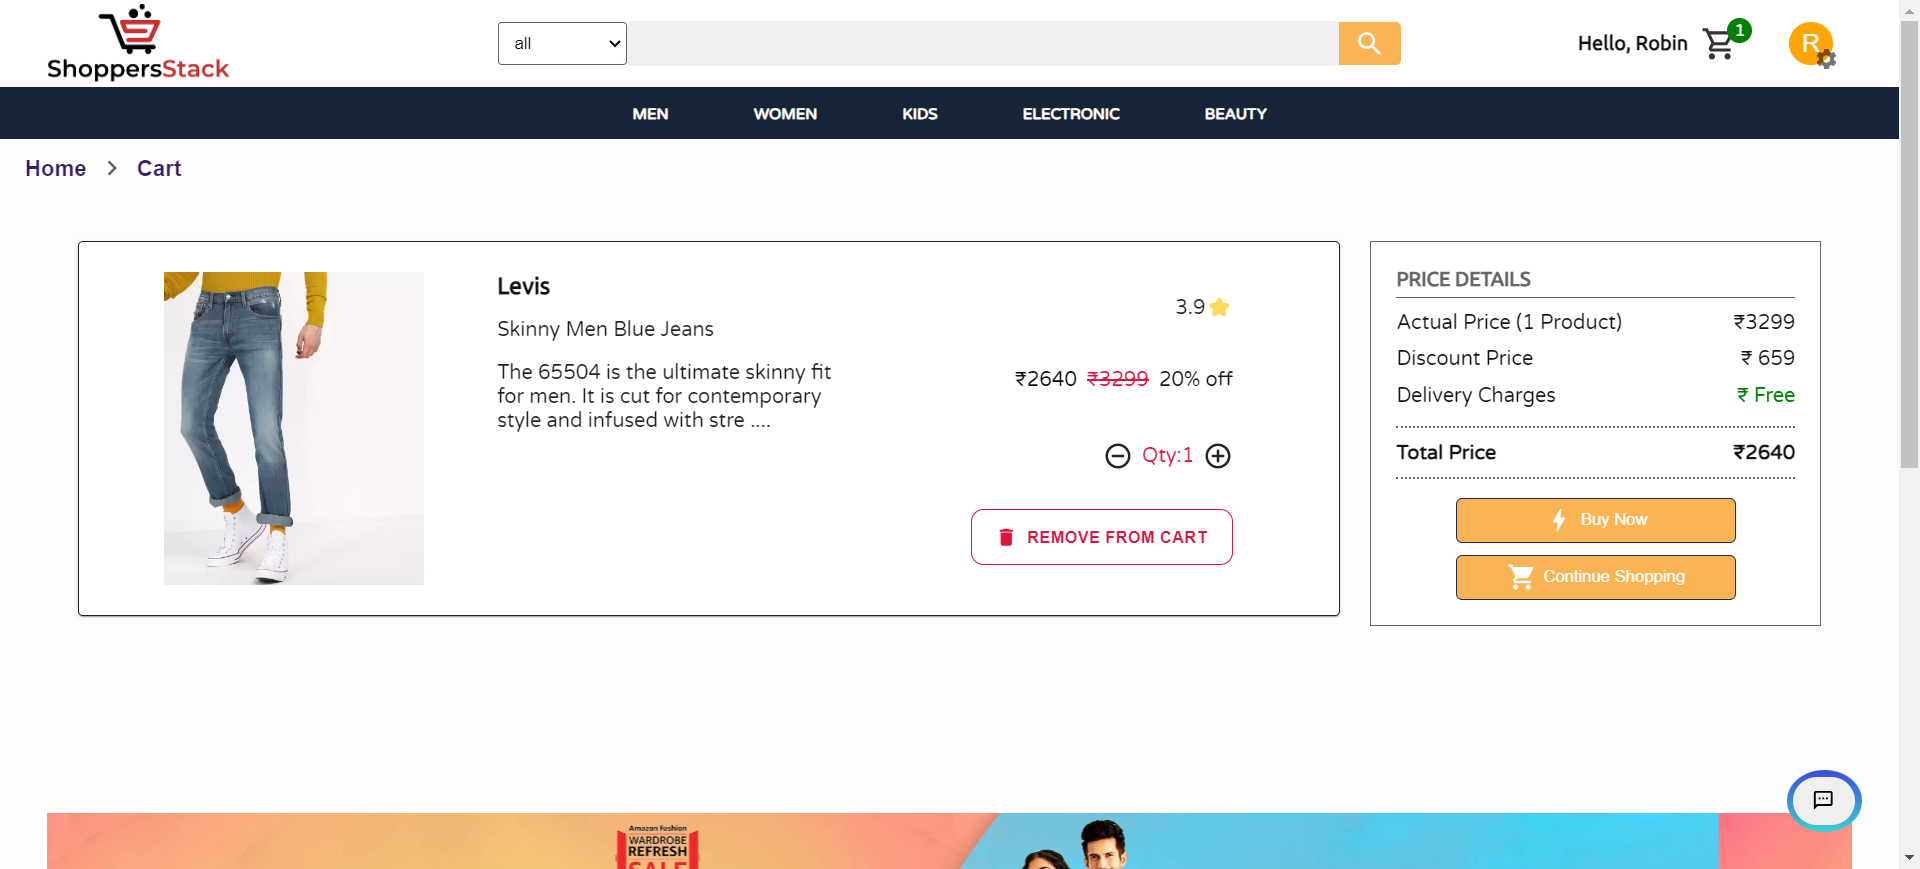 ShoppersStack
all
Hello, Robin
1
R
MEN
WOMEN
KIDS
ELECTRONIC
BEAUTY
Home
Cart
Levis
Skinny Men Blue Jeans
The 65504 is the ultimate skinny fit
for men. It is cut for contemporary
style and infused with stre ....
3.9
₹2640 ₹3299 20% off
Qty:1
REMOVE FROM CART
PRICE DETAILS
Actual Price (1 Product) ₹3299
Discount Price ₹ 659
Delivery Charges ₹ Free
Total Price ₹2640
Buy Now
Continue Shopping
Amazon Fashion
WARDROBE
REFRESH
SALE